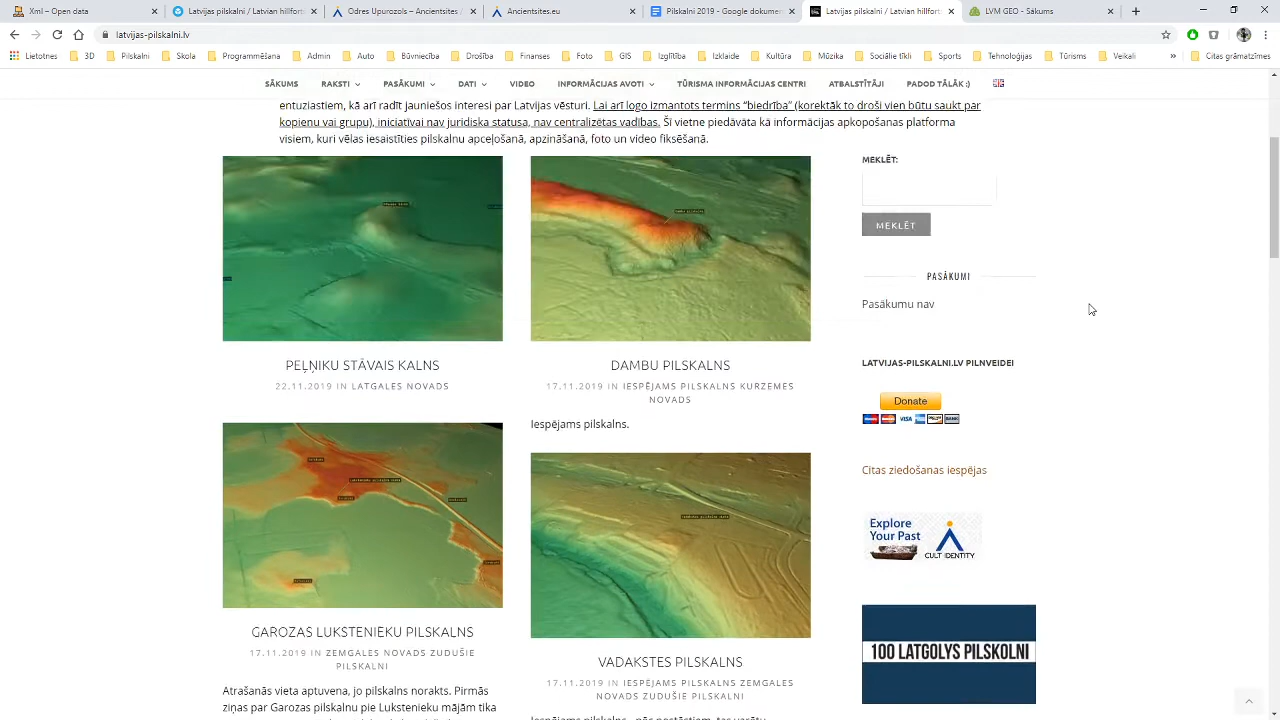 Xml - Owncloud
Latvijas pilskalni - biedrība /
Odres Upurozols - Ancientsites
Ancientsites.eu
Pilskalni 2019 - Google dokumen
Latvijas pilskalni -
LVM GEO - Sākums
latvijas-pilskalni.lv
Lietotnes 3D Pilskalni Skola Programmēšana Admin Auto Būvniecība Drošība Finanses Foto GIS Izglītība Izklaide Kultūra Mūzika Sociālie tīkli Sports Tehnoloģijas Tūrisms Veikali » Citas grāmatzīmes
SĀKUMS RAKSTI PASĀKUMI DATI VIDEO INFORMĀCIJAS AVOTI TŪRISMA INFORMĀCIJAS CENTRI ATBALSTĪTĀJI PADOD TĀLĀK :)
entuziastiem, kā arī radīt jauniešos interesi par Latvijas vēsturi. Lai arī logo izmantots termins “biedrība” (korektāk to droši vien būtu saukt par
kopienu vai grupu), iniciatīvai nav juridiska statusa, nav centralizētas vadības. Šī vietne piedāvāta kā informācijas apkopošanas platforma
visiem, kuri vēlas iesaistīties Latvijas pilskalnu apceļošanā, apzināšanā, foto un video fiksēšanā.
PEĻŅIKU STĀVAIS KALNS
22.11.2019 IN LATGALES NOVADS
GAROZAS LUKSTENIEKU PILSKALNS
17.11.2019 IN ZEMGALES NOVADS ZUDUŠIE
PILSKALNI
Atrašanās vieta aptuvena, jo pilskalns norakts. Pirmās
ziņas par Garozas pilskalnu pie Lukstenieku mājām tika
DAMBU PILSKALNS
17.11.2019 IN IESPĒJAMS PILSKALNS KURZEMES
NOVADS
Iespējams pilskalns.
VADAKSTES PILSKALNS
17.11.2019 IN IESPĒJAMS PILSKALNS ZEMGALES
NOVADS ZUDUŠIE PILSKALNI
MEKLĒT:
MEKLĒT
PASĀKUMI
Pasākumu nav
LATVIJAS-PILSKALNI.LV PILNVEIDEI
Donate
VISA
BANK
Citas ziedošanas iespējas
Explore
Your Past
CULT IDENTITY
100 LATGOLYS PILSKOLNI